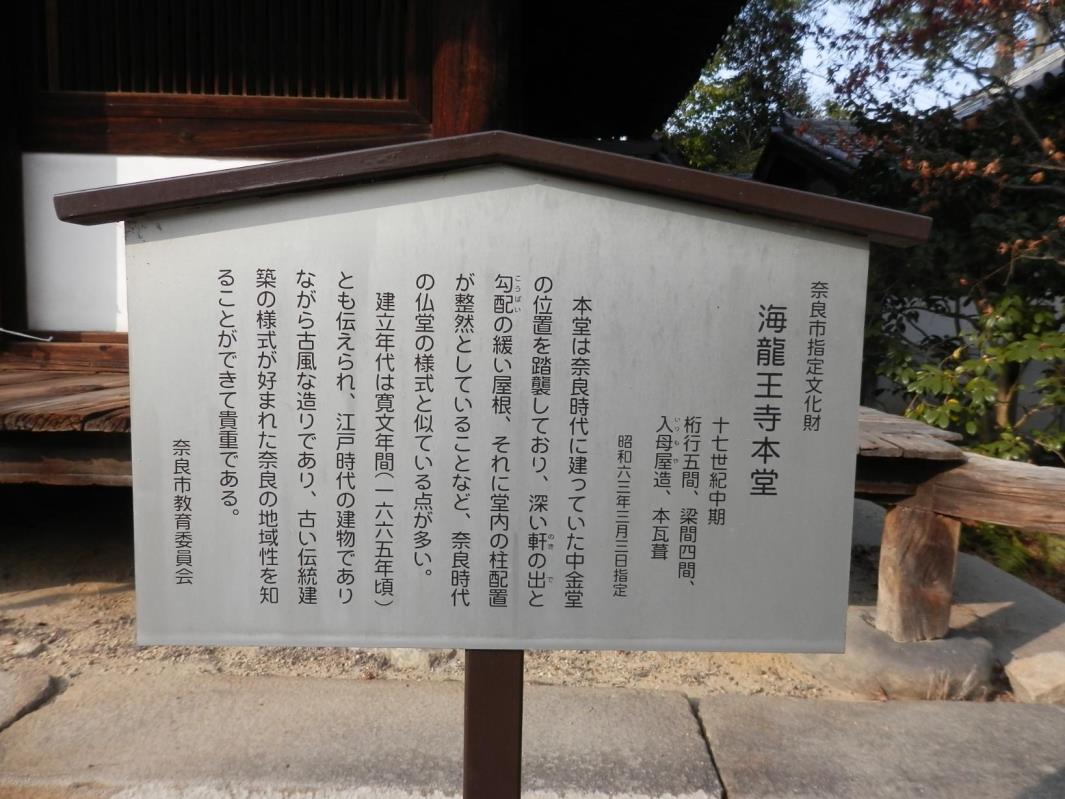 奈良市指定文化財
海龍王寺本堂
十七世紀中期
桁行五間、梁間四間、
入母屋造、本瓦葺
いりもや
昭和六三年三月三日指定
本堂は奈良時代に建っていた中金堂
の位置を踏襲しており、深い軒の出と
のき で
勾配の緩い屋根、それに堂内の柱配置
こうばい
が整然としていることなど、奈良時代
の仏堂の様式と似ている点が多い。
建立年代は寛文年間(一六六五年頃)
とも伝えられ、江戸時代の建物であり
ながら古風な造りであり、古い伝統建
築の様式が好まれた奈良の地域性を知
ることができて貴重である。
奈良市教育委員会